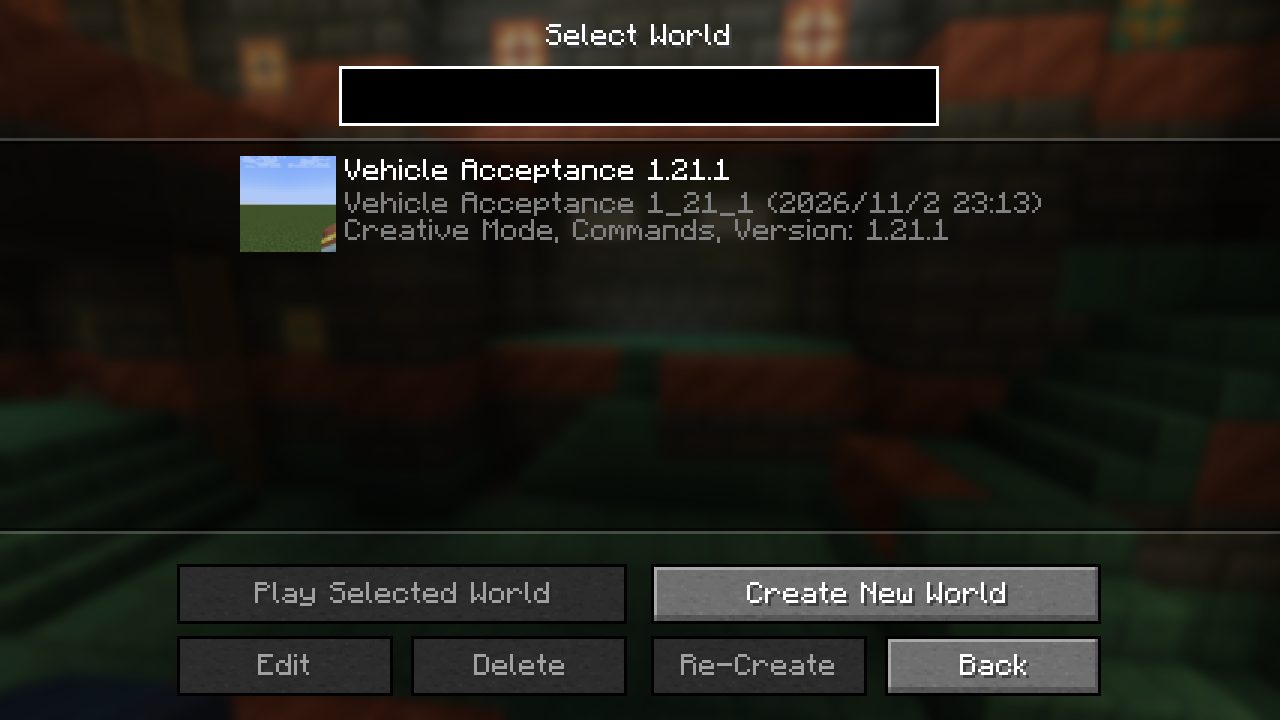 Select World
Vehicle Acceptance 1.21.1
Vehicle Acceptance 1_21_1 (2026/11/2 23:13)
Creative Mode, Commands, Version: 1.21.1
Play Selected World
Create New World
Edit
Delete
Re-Create
Back